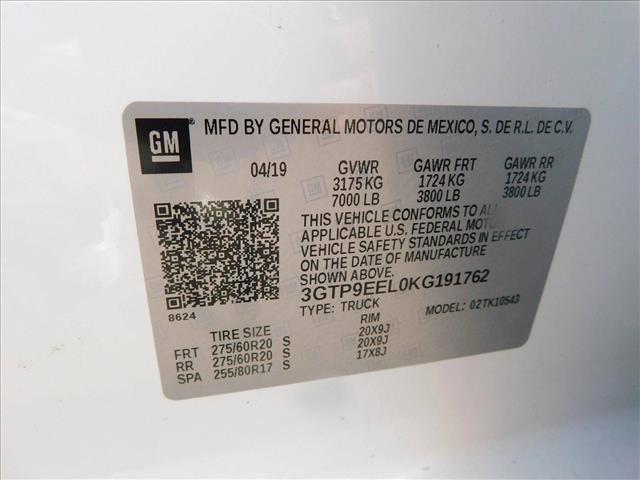 GM
MFD BY GENERAL MOTORS DE MEXICO, S. DE R.L. DE C.V.
04/19 GVWR GAWR FRT GAWR RR
3175 KG 1724 KG 1724 KG
7000 LB 3800 LB 3800 LB
THIS VEHICLE CONFORMS TO ALL
APPLICABLE U.S. FEDERAL MOTOR
VEHICLE SAFETY STANDARDS IN EFFECT
ON THE DATE OF MANUFACTURE
SHOWN ABOVE.
8624
3GTP9EEL0KG191762
TYPE: TRUCK MODEL: 02TK10543
TIRE SIZE RIM
FRT 275/60R20 S 20X9J
RR 275/60R20 S 20X9J
SPA 255/80R17 S 17X8J